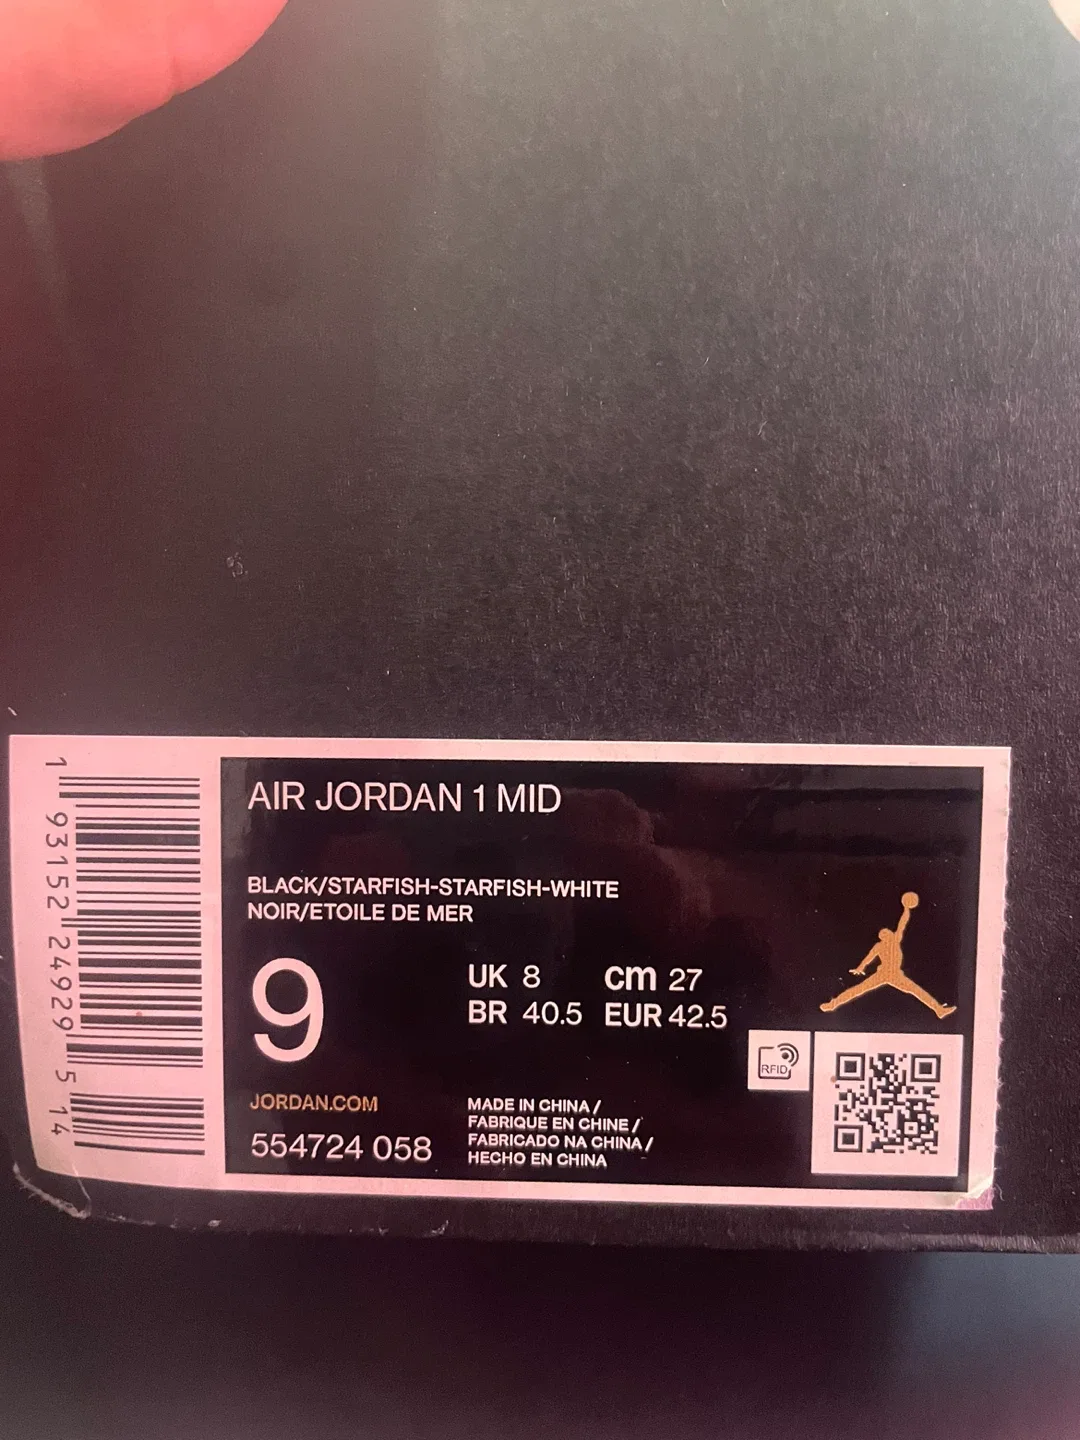 AIR JORDAN 1 MID
BLACK/STARFISH-STARFISH-WHITE
NOIR/ETOILE DE MER
9
UK 8 cm 27
BR 40.5 EUR 42.5
RFID
JORDAN.COM
554724 058
MADE IN CHINA /
FABRIQUE EN CHINE /
FABRICADO NA CHINA /
HECHO EN CHINA
1 93152 24929 5 14